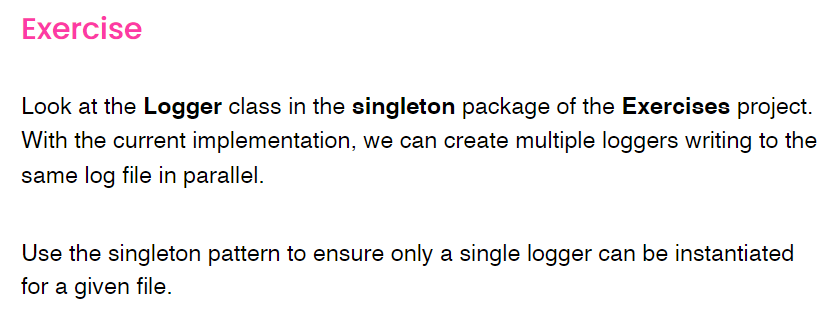 Exercise
Look at the Logger class in the singleton package of the Exercises project.
With the current implementation, we can create multiple loggers writing to the
same log file in parallel.
Use the singleton pattern to ensure only a single logger can be instantiated
for a given file.